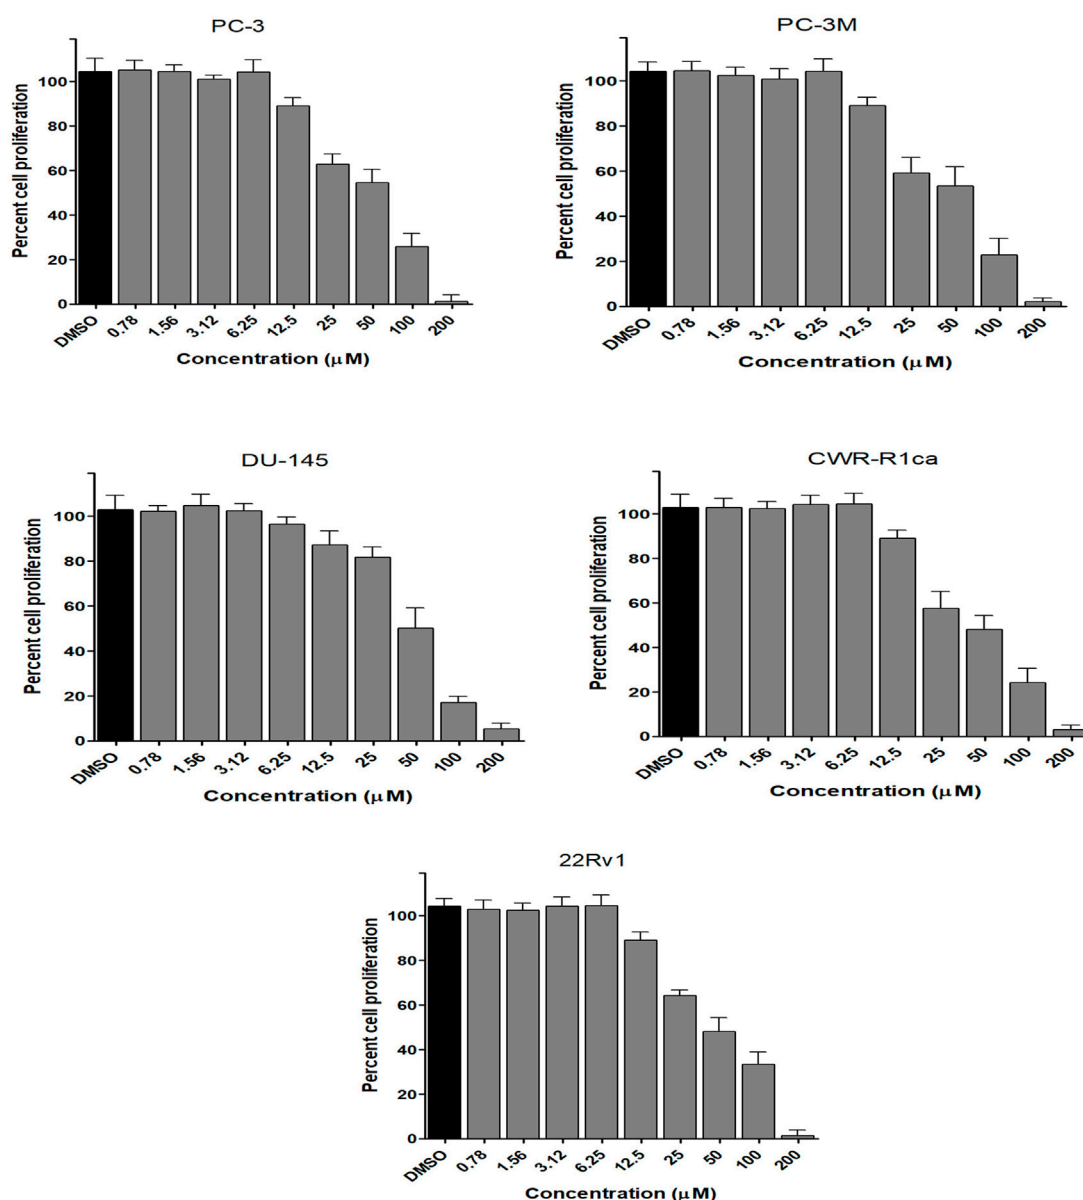 PC-3
Percent cell proliferation
100
80
60
40
20
0
DMSO 0.78 1.56 3.12 6.25 12.5 25 50 100 200
Concentration (μM)
PC-3M
Percent cell proliferation
100
80
60
40
20
0
DMSO 0.78 1.56 3.12 6.25 12.5 25 50 100 200
Concentration (μM)
DU-145
Percent cell proliferation
100
80
60
40
20
0
DMSO 0.78 1.56 3.12 6.25 12.5 25 50 100 200
Concentration (μM)
CWR-R1ca
Percent cell proliferation
100
80
60
40
20
0
DMSO 0.78 1.56 3.12 6.25 12.5 25 50 100 200
Concentration (μM)
22Rv1
Percent cell proliferation
100
80
60
40
20
0
DMSO 0.78 1.56 3.12 6.25 12.5 25 50 100 200
Concentration (μM)